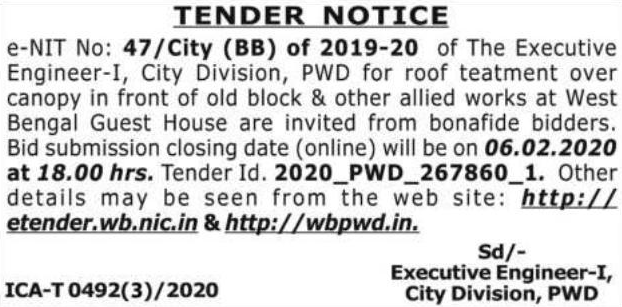 TENDER NOTICE
e-NIT No: 47/City (BB) of 2019-20 of The Executive
Engineer-I, City Division, PWD for roof teatment over
canopy in front of old block & other allied works at West
Bengal Guest House are invited from bonafide bidders.
Bid submission closing date (online) will be on 06.02.2020
at 18.00 hrs. Tender Id. 2020_PWD_267860_1. Other
details may be seen from the web site: http://
etender.wb.nic.in & http://wbpwd.in.
Sd/-
Executive Engineer-I,
ICA-T 0492(3)/2020 City Division, PWD